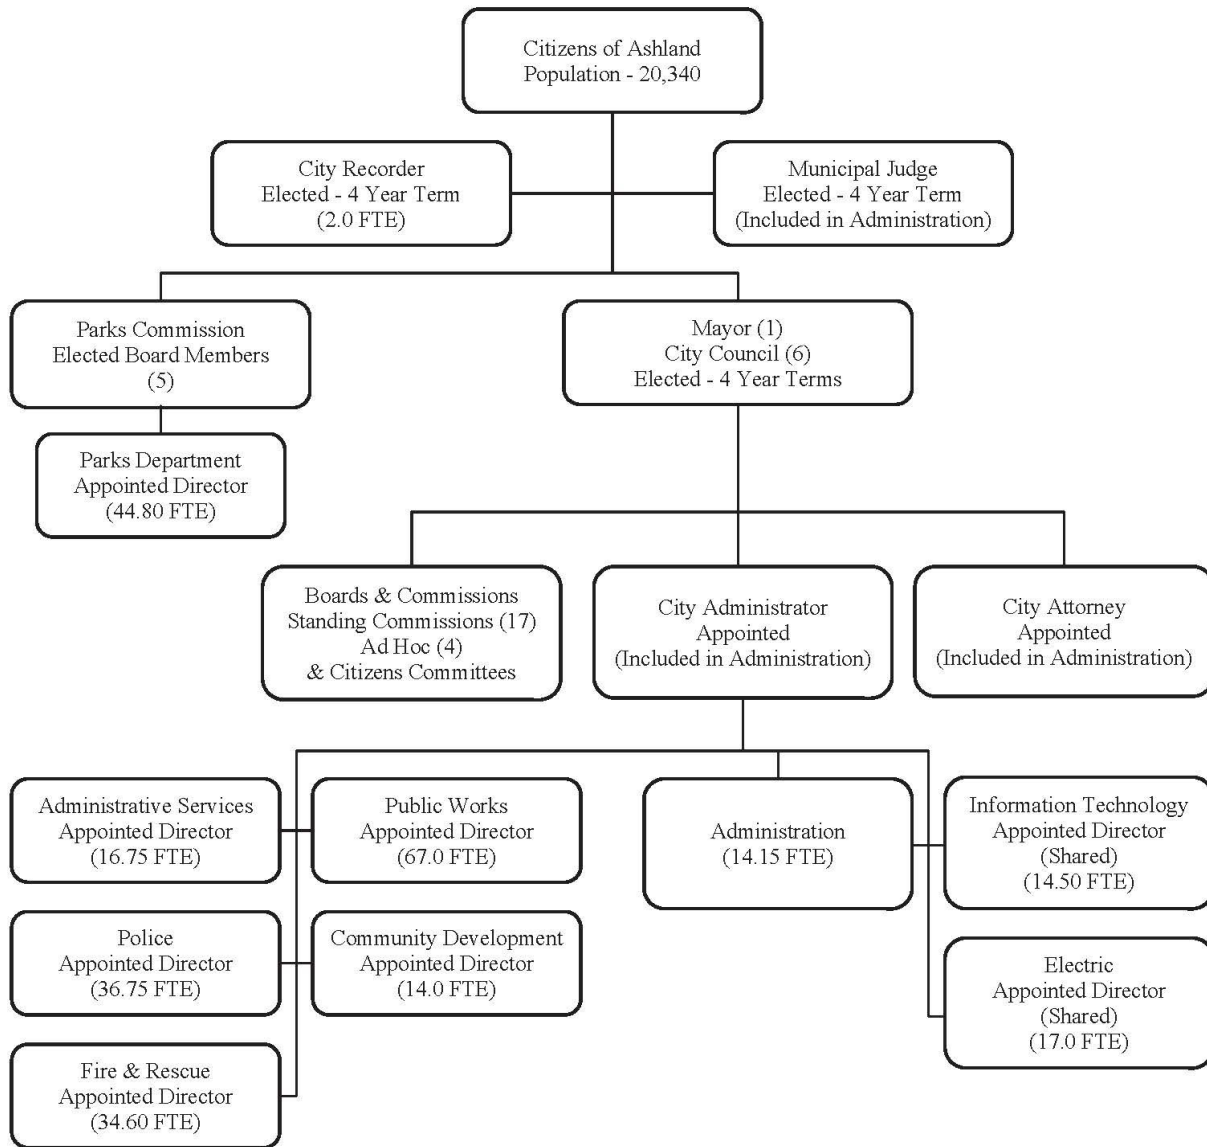 Citizens of Ashland
Population - 20,340
City Recorder
Elected - 4 Year Term
(2.0 FTE)
Municipal Judge
Elected - 4 Year Term
(Included in Administration)
Parks Commission
Elected Board Members
(5)
Mayor (1)
City Council (6)
Elected - 4 Year Terms
Parks Department
Appointed Director
(44.80 FTE)
Boards & Commissions
Standing Commissions (17)
Ad Hoc (4)
& Citizens Committees
City Administrator
Appointed
(Included in Administration)
City Attorney
Appointed
(Included in Administration)
Administrative Services
Appointed Director
(16.75 FTE)
Public Works
Appointed Director
(67.0 FTE)
Administration
(14.15 FTE)
Information Technology
Appointed Director
(Shared)
(14.50 FTE)
Police
Appointed Director
(36.75 FTE)
Community Development
Appointed Director
(14.0 FTE)
Electric
Appointed Director
(Shared)
(17.0 FTE)
Fire & Rescue
Appointed Director
(34.60 FTE)